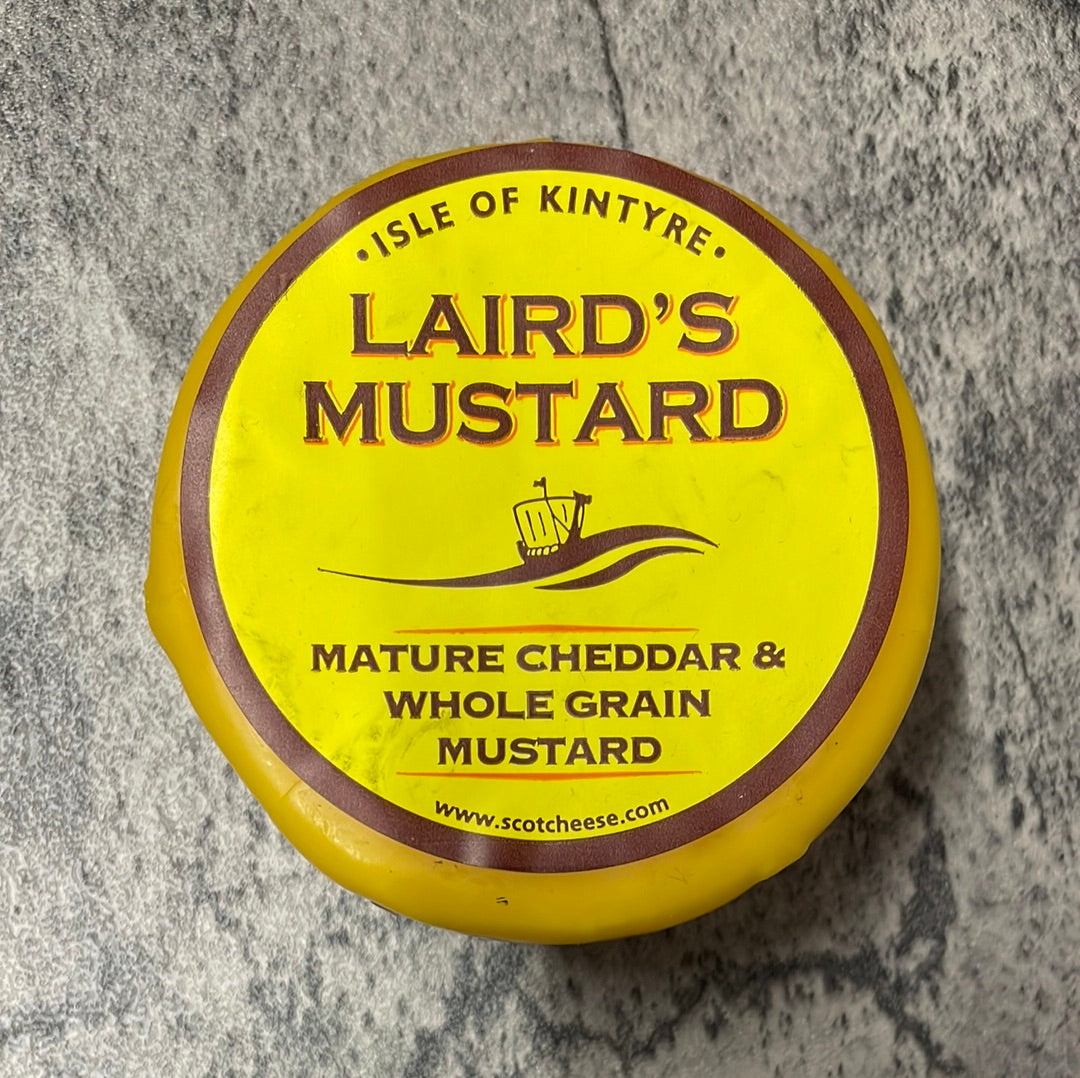 • ISLE OF KINTYRE •
LAIRD'S
MUSTARD
MATURE CHEDDAR &
WHOLE GRAIN
MUSTARD
www.scotcheese.com